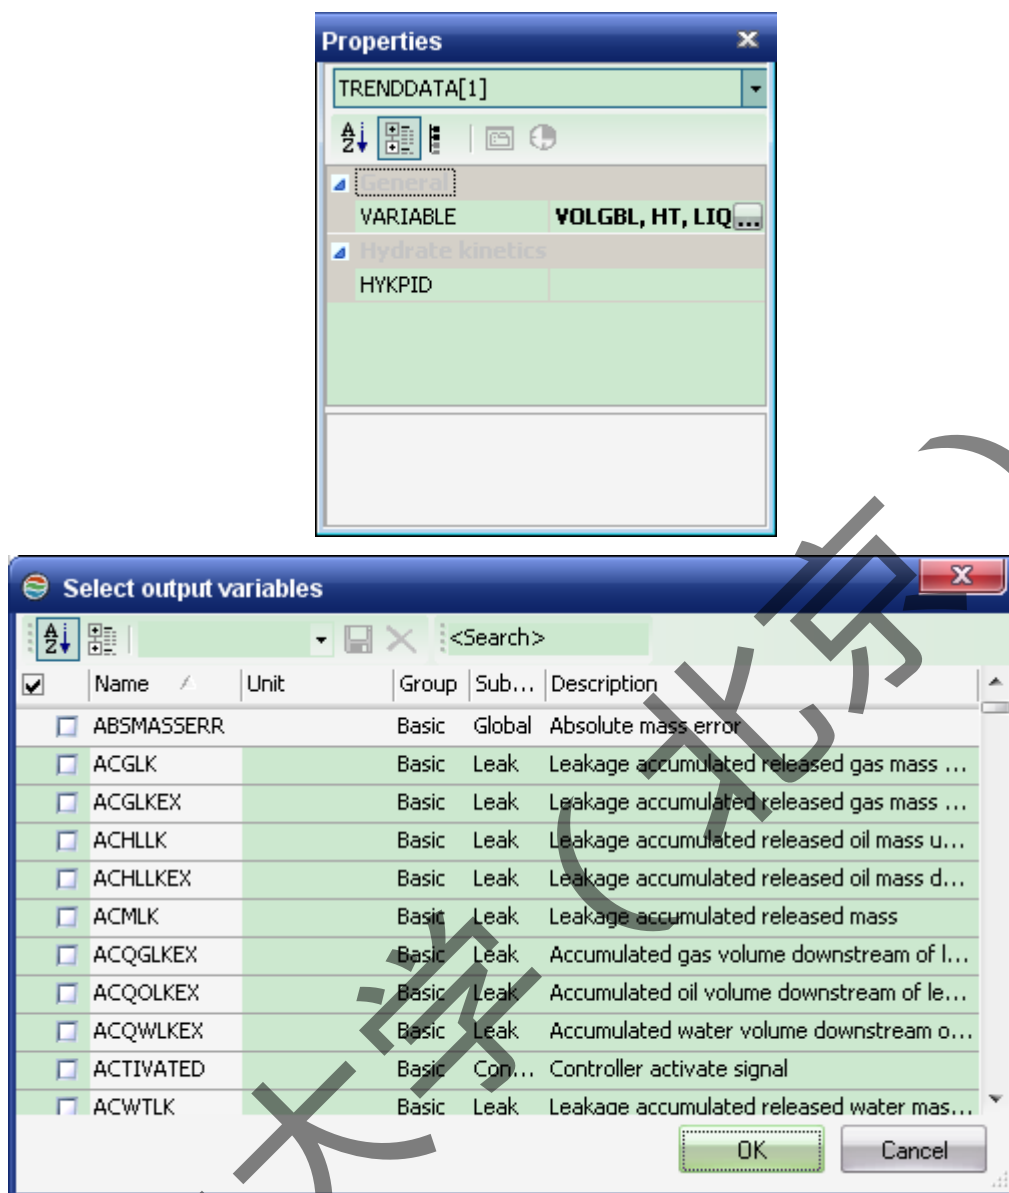 Properties
TRENDDATA[1]
General
VARIABLE VOLGBL, HT, LIQ...
Hydrate kinetics
HYKPID
Select output variables
<Search>
Name Unit Group Sub... Description
ABSMASSERR Basic Global Absolute mass error
ACGLK Basic Leak Leakage accumulated released gas mass ...
ACGLKEX Basic Leak Leakage accumulated released gas mass ...
ACHLLK Basic Leak Leakage accumulated released oil mass u...
ACHLLKEX Basic Leak Leakage accumulated released oil mass d...
ACMLK Basic Leak Leakage accumulated released mass
ACQGLKEX Basic Leak Accumulated gas volume downstream of l...
ACQOLKEX Basic Leak Accumulated oil volume downstream of le...
ACQWLKEX Basic Leak Accumulated water volume downstream o...
ACTIVATED Basic Con... Controller activate signal
ACWTLK Basic Leak Leakage accumulated released water mas...
OK Cancel
大学（北京）